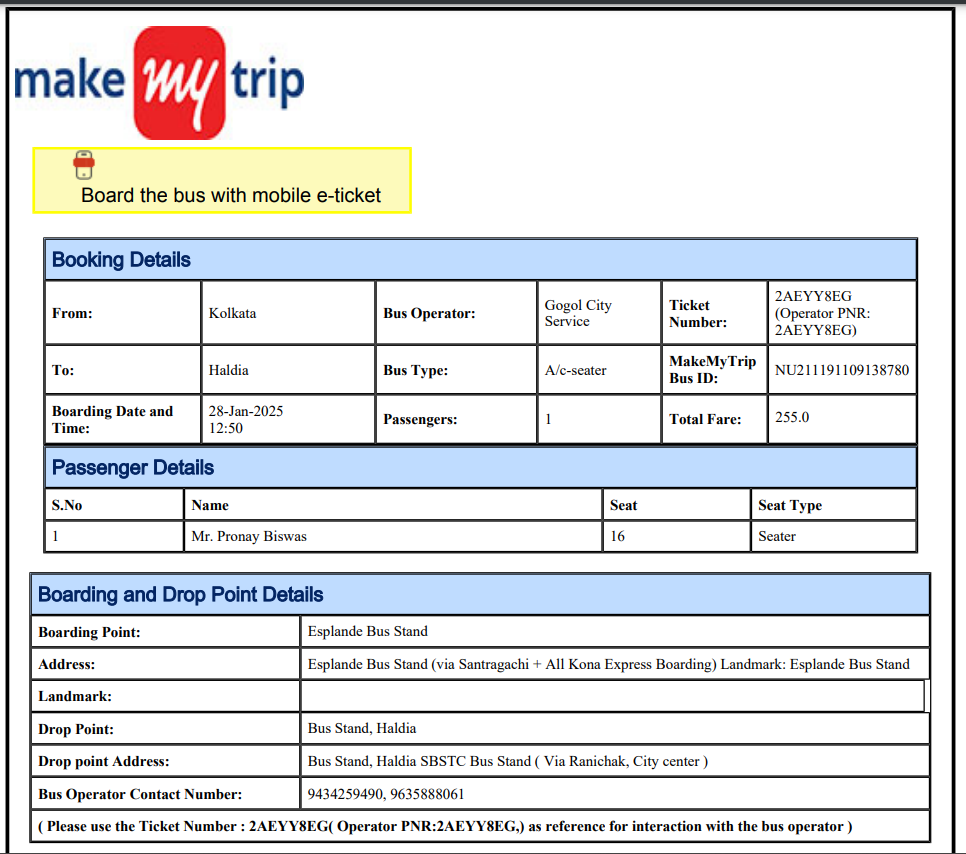 make my trip
Board the bus with mobile e-ticket
Booking Details
From: Kolkata Bus Operator: Gogol City Service Ticket Number: 2AEYY8EG (Operator PNR: 2AEYY8EG)
To: Haldia Bus Type: A/c-seater MakeMyTrip Bus ID: NU211191109138780
Boarding Date and Time: 28-Jan-2025 12:50 Passengers: 1 Total Fare: 255.0
Passenger Details
S.No Name Seat Seat Type
1 Mr. Pronay Biswas 16 Seater
Boarding and Drop Point Details
Boarding Point: Esplande Bus Stand
Address: Esplande Bus Stand (via Santragachi + All Kona Express Boarding) Landmark: Esplande Bus Stand
Landmark:
Drop Point: Bus Stand, Haldia
Drop point Address: Bus Stand, Haldia SBSTC Bus Stand ( Via Ranichak, City center )
Bus Operator Contact Number: 9434259490, 9635888061
( Please use the Ticket Number : 2AEYY8EG( Operator PNR:2AEYY8EG,) as reference for interaction with the bus operator )